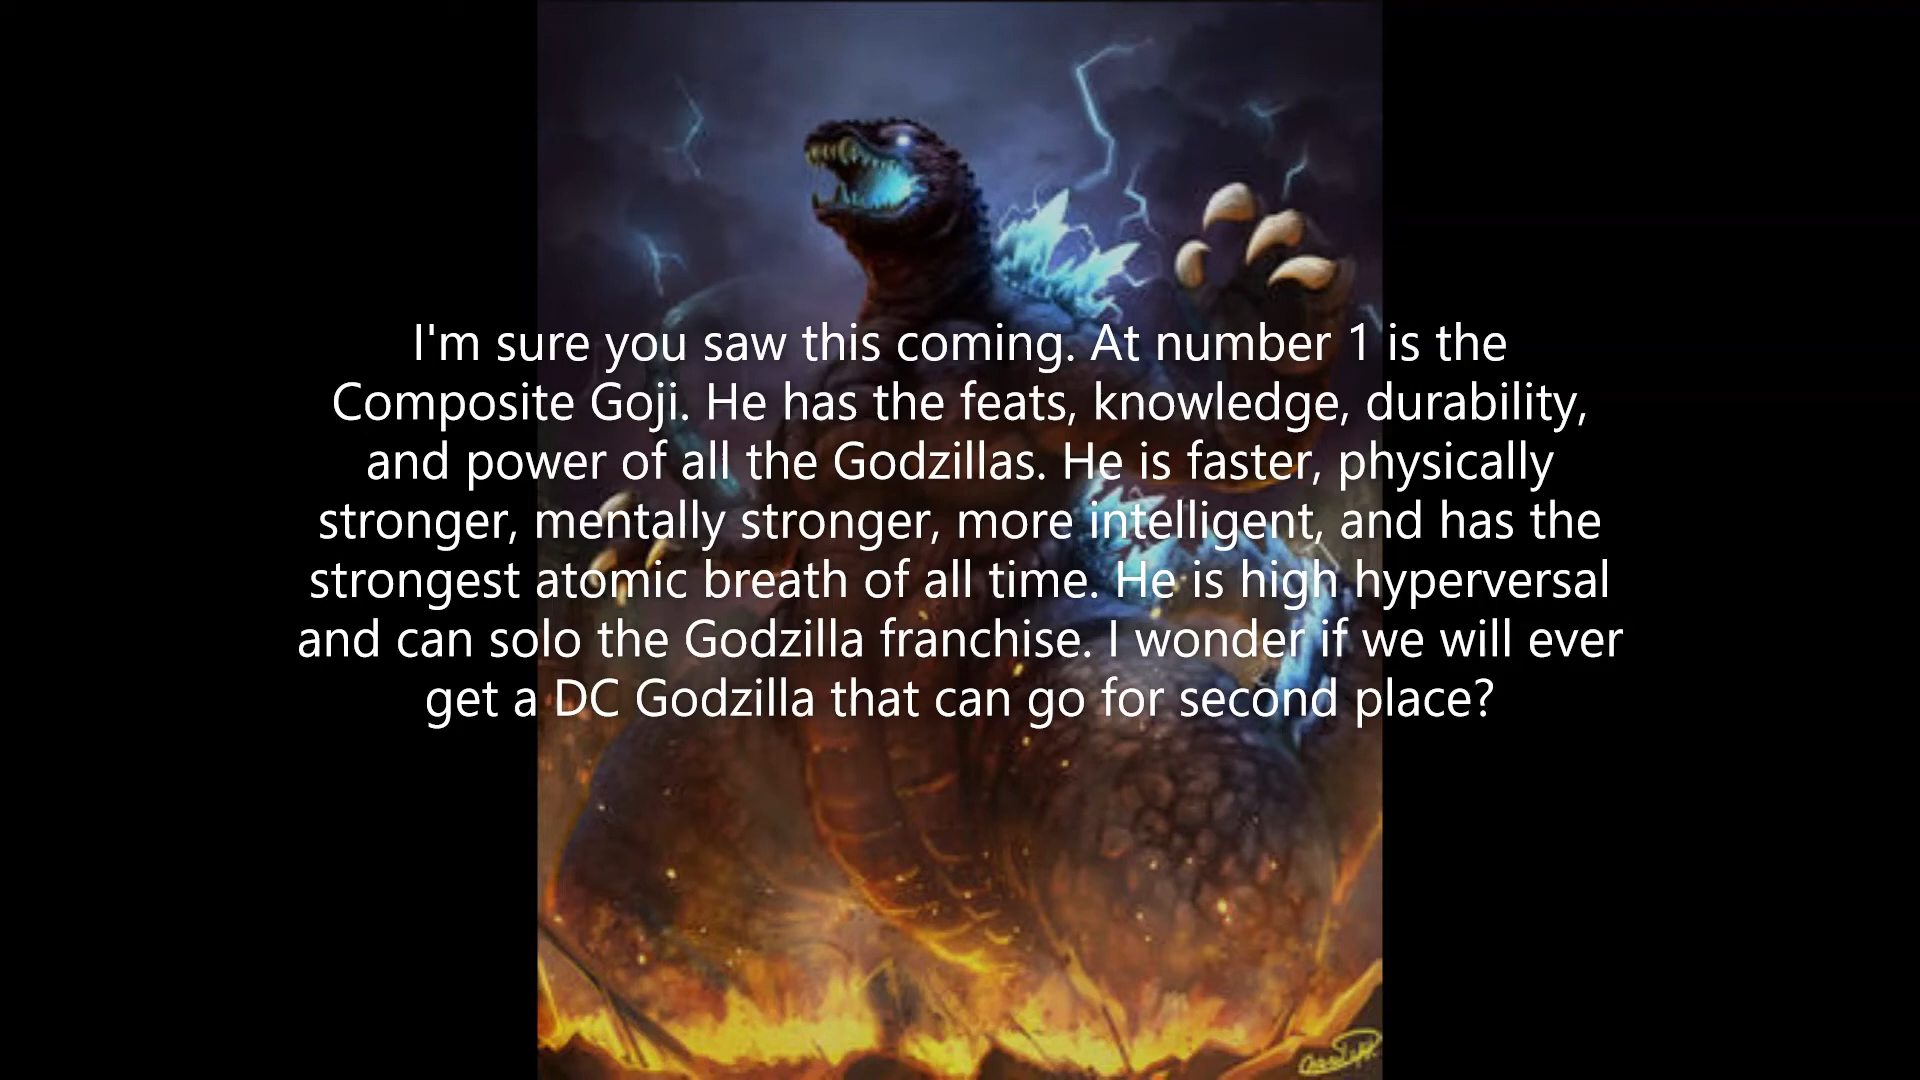 I'm sure you saw this coming. At number 1 is the
Composite Goji. He has the feats, knowledge, durability,
and power of all the Godzillas. He is faster, physically
stronger, mentally stronger, more intelligent, and has the
strongest atomic breath of all time. He is high hyperversal
and can solo the Godzilla franchise. I wonder if we will ever
get a DC Godzilla that can go for second place?